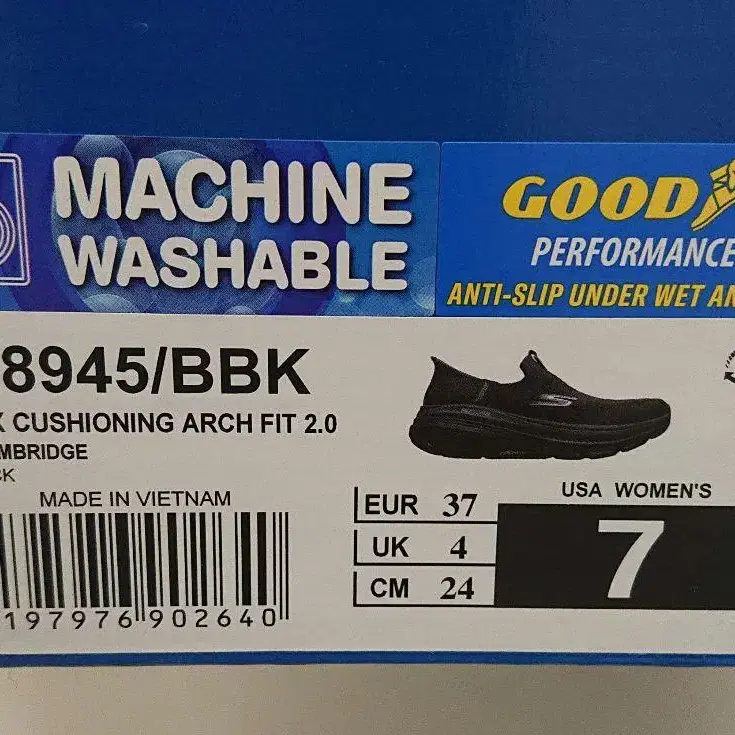 MACHINE
WASHABLE
GOOD
PERFORMANCE
ANTI-SLIP UNDER WET AN
8945/BBK
X CUSHIONING ARCH FIT 2.0
MBRIDGE
CK
MADE IN VIETNAM
197976 902640
EUR 37
UK 4
CM 24
USA WOMEN'S
7